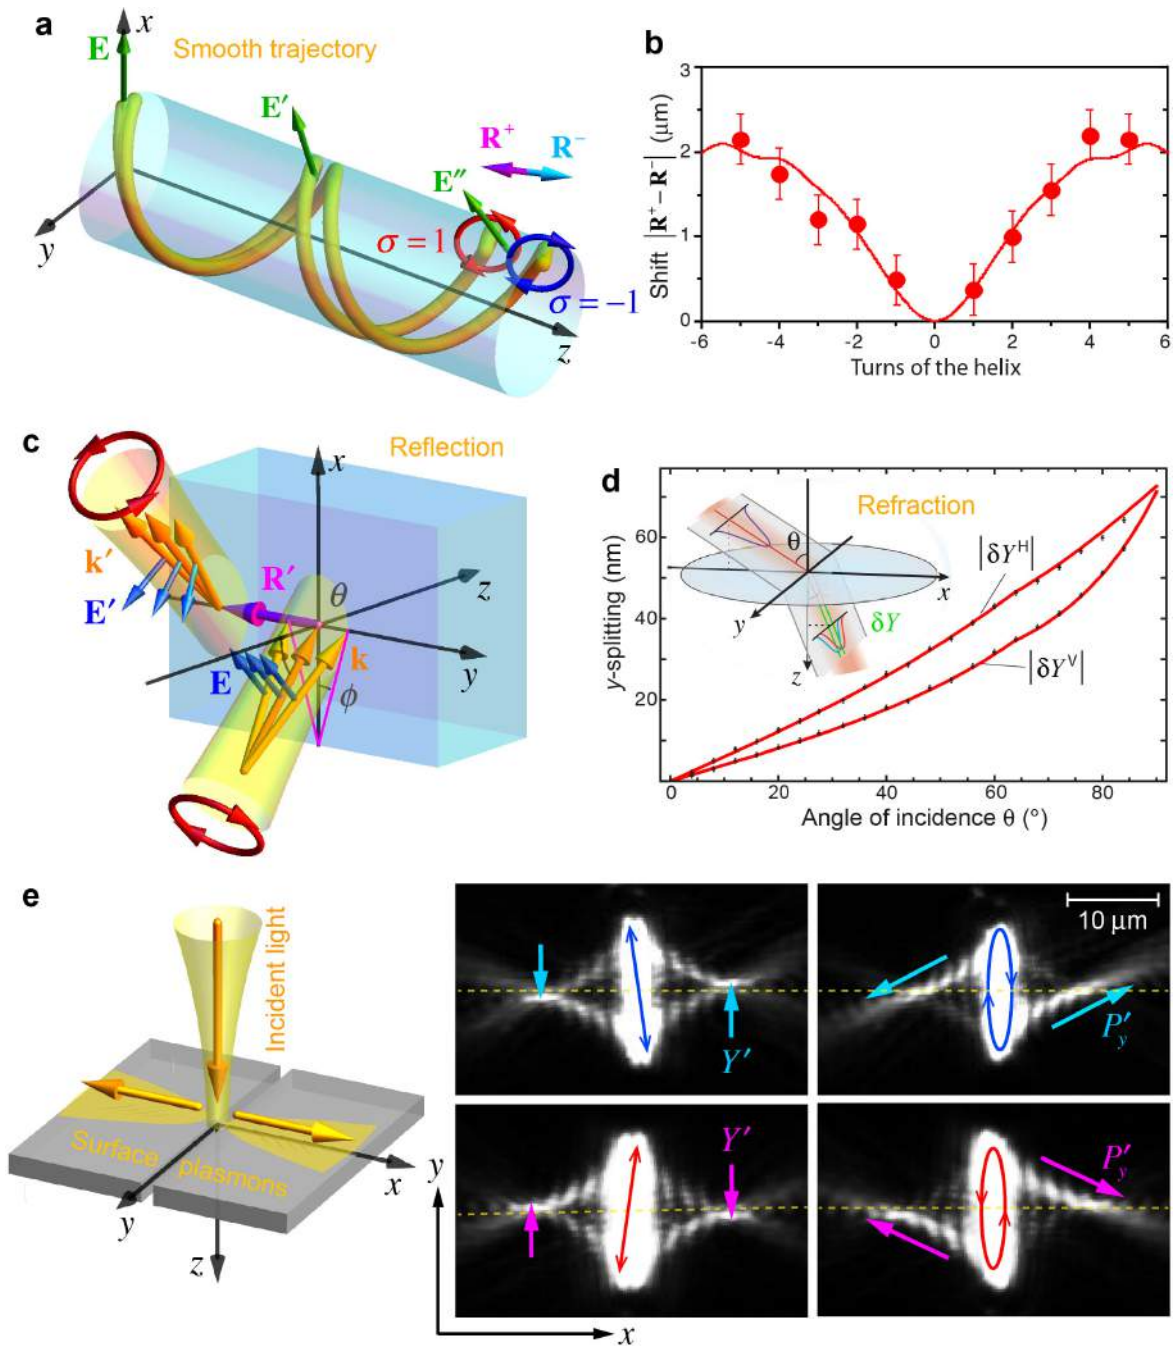 a
x
E
Smooth trajectory
E′
R⁺
R⁻
E″
σ = 1
σ = −1
y
z
b
3
2
1
0
Shift |R⁺ − R⁻| (μm)
-6
-4
-2
0
2
4
6
Turns of the helix
c
Reflection
x
k′
E′
R′
θ
z
k
E
y
ϕ
d
Refraction
60
40
20
y-splitting (nm)
θ
|δYᴴ|
x
y
δY
z
|δYⱽ|
0
20
40
60
80
Angle of incidence θ (°)
e
Incident light
Surface plasmons
x
y
z
10 μm
Y′
P′y
Y′
P′y
y
x